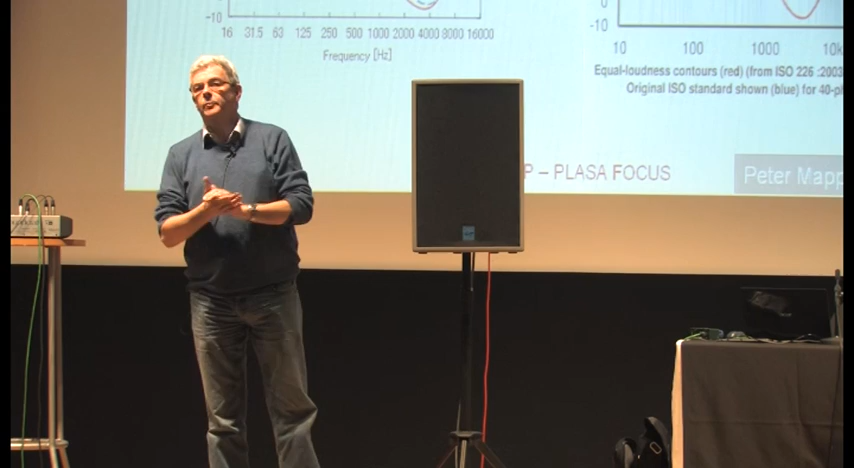 -10
16 31.5 63 125 250 500 1000 2000 4000 8000 16000
Frequency [Hz]
0
-10
10 100 1000 10k
Equal-loudness contours (red) (from ISO 226 :2003
Original ISO standard shown (blue) for 40-ph
P – PLASA FOCUS
Peter Mapp